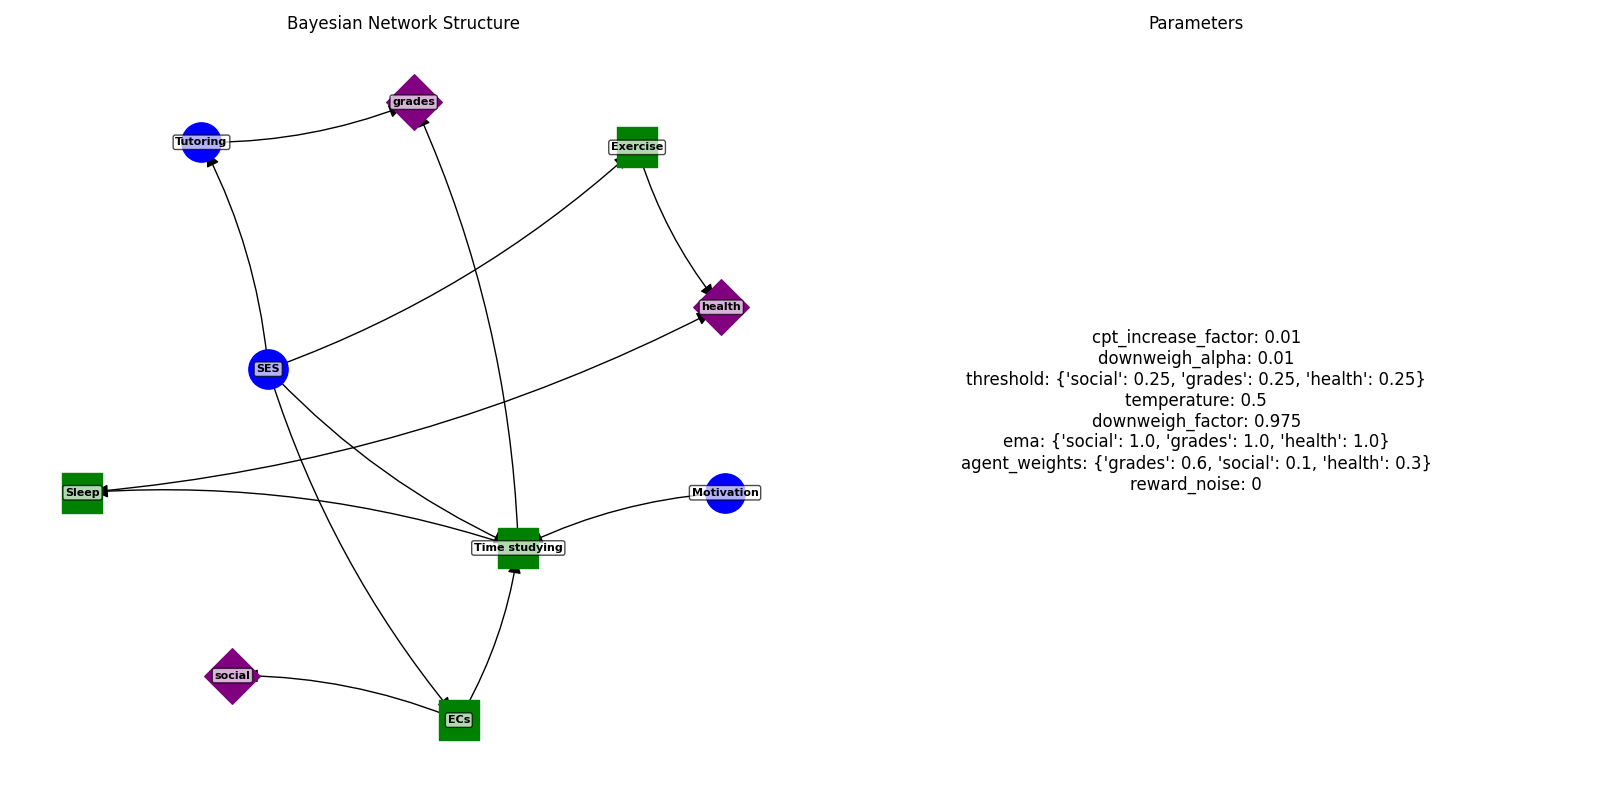 Bayesian Network Structure
Parameters
grades
Tutoring
Exercise
health
SES
Sleep
Motivation
Time studying
social
ECs
cpt_increase_factor: 0.01
downweigh_alpha: 0.01
threshold: {'social': 0.25, 'grades': 0.25, 'health': 0.25}
temperature: 0.5
downweigh_factor: 0.975
ema: {'social': 1.0, 'grades': 1.0, 'health': 1.0}
agent_weights: {'grades': 0.6, 'social': 0.1, 'health': 0.3}
reward_noise: 0